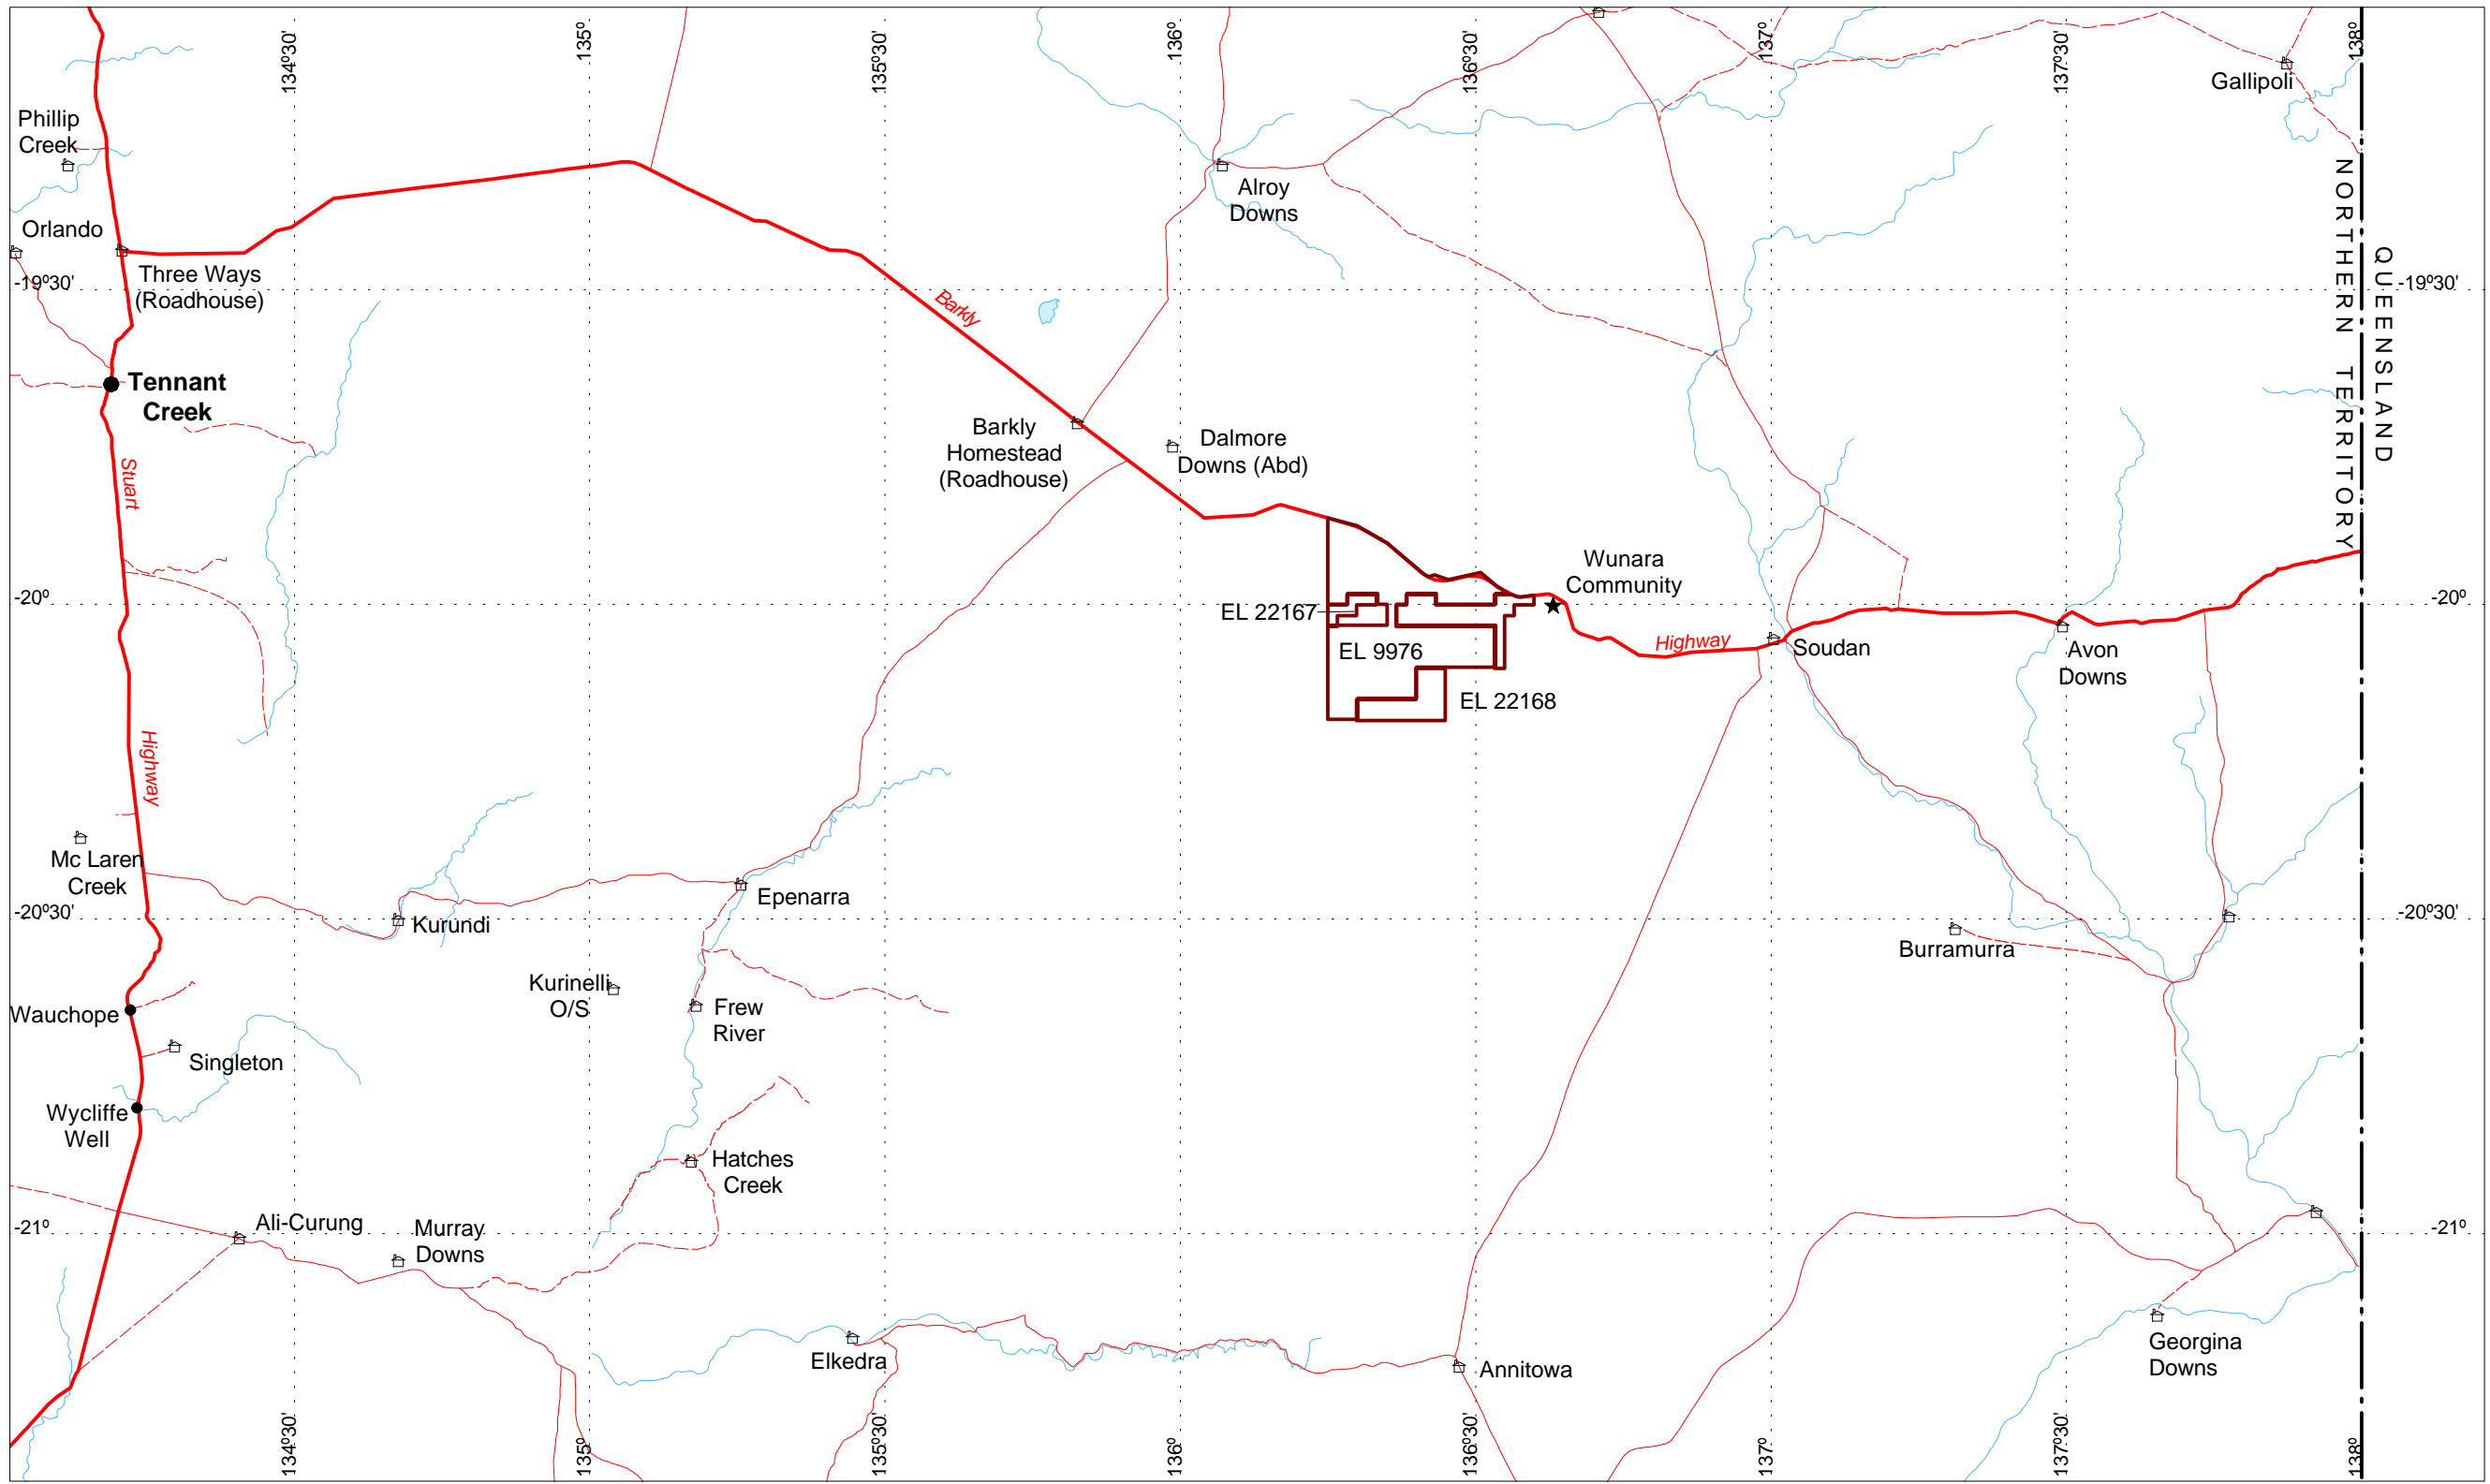 134º30'
135º
135º30'
136º
136º30'
137º
137º30'
138º
Gallipoli
Phillip
Creek
Alroy
Downs
Orlando
Three Ways
(Roadhouse)
-19º30'
-19º30'
Barkly
NORTHERN TERRITORY
QUEENSLAND
Tennant
Creek
Stuart
Barkly
Homestead
(Roadhouse)
Dalmore
Downs (Abd)
Wunara
Community
-20º
-20º
EL 22167
EL 9976
EL 22168
Highway
Soudan
Avon
Downs
Highway
Mc Laren
Creek
Epenarra
Kurundi
-20º30'
-20º30'
Burramurra
Kurinelli
O/S
Frew
River
Wauchope
Singleton
Wycliffe
Well
Hatches
Creek
Ali-Curung
Murray
Downs
-21º
-21º
Elkedra
Annitowa
Georgina
Downs
134º30'
135º
135º30'
136º
136º30'
137º
137º30'
138º